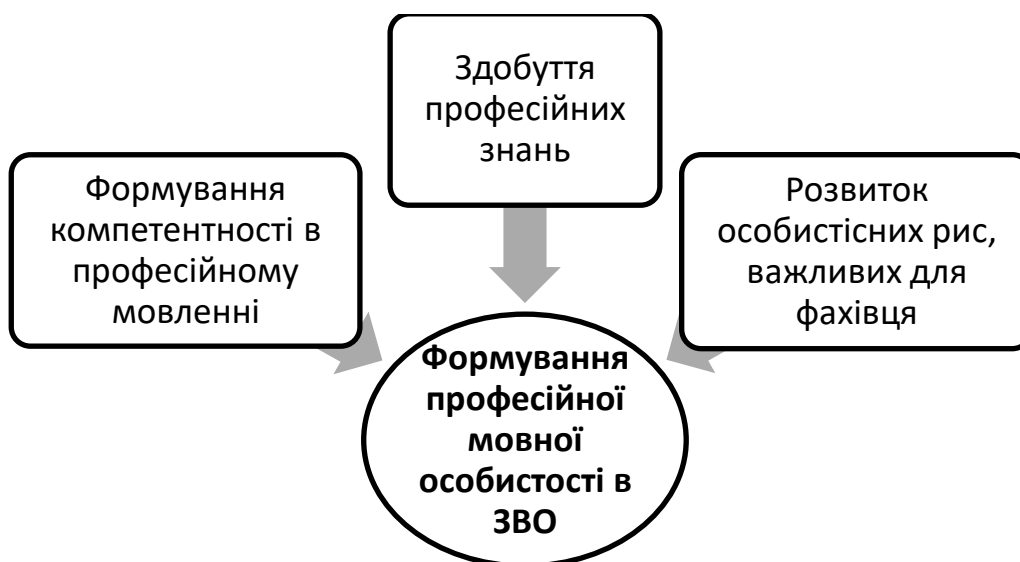 Здобуття
професійних
знань
Формування
компетентності в
професійному
мовленні
Розвиток
особистісних рис,
важливих для
фахівця
Формування
професійної
мовної
особистості в
ЗВО